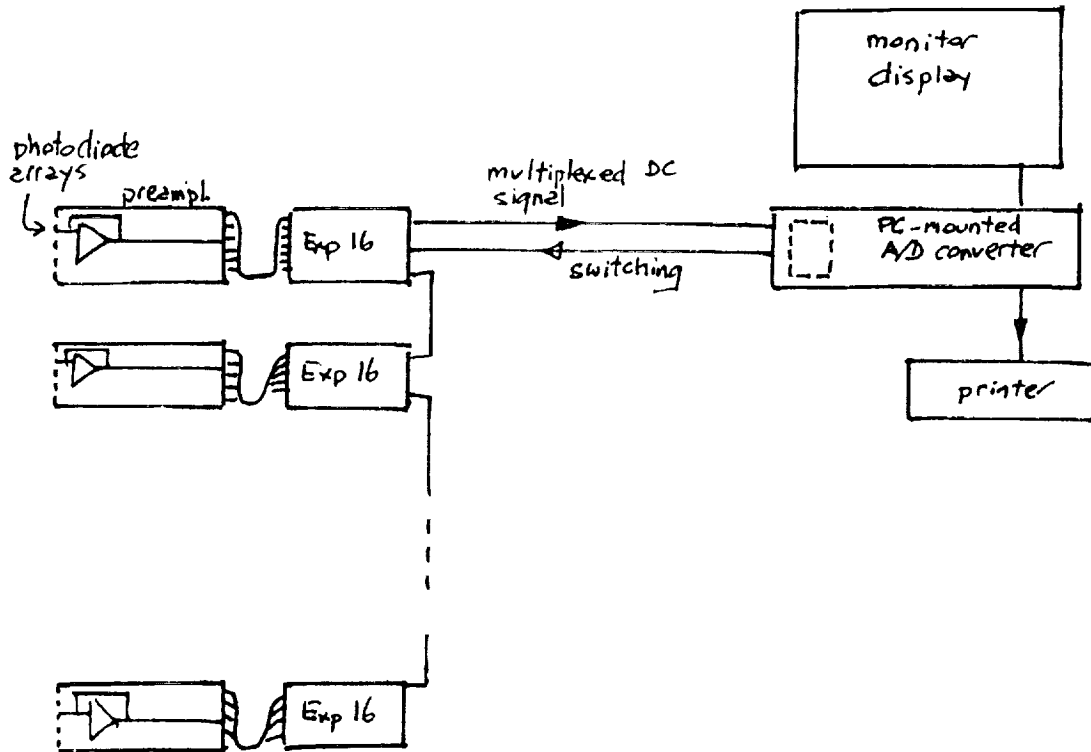 monitor
display
photodiode
arrays
preampl.
multiplexed DC
signal
Exp 16
PC-mounted
A/D converter
switching
Exp 16
printer
Exp 16